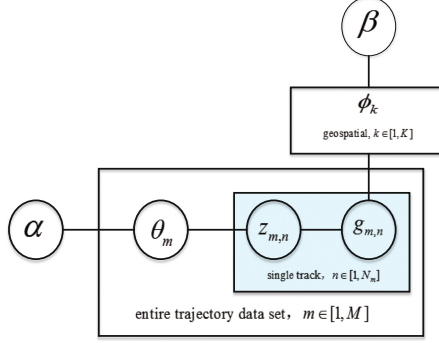 β
ϕ_k
geospatial, k∈[1,K]
α
θ_m
z_{m,n}
g_{m,n}
single track, n∈[1,N_m]
entire trajectory data set, m∈[1,M]